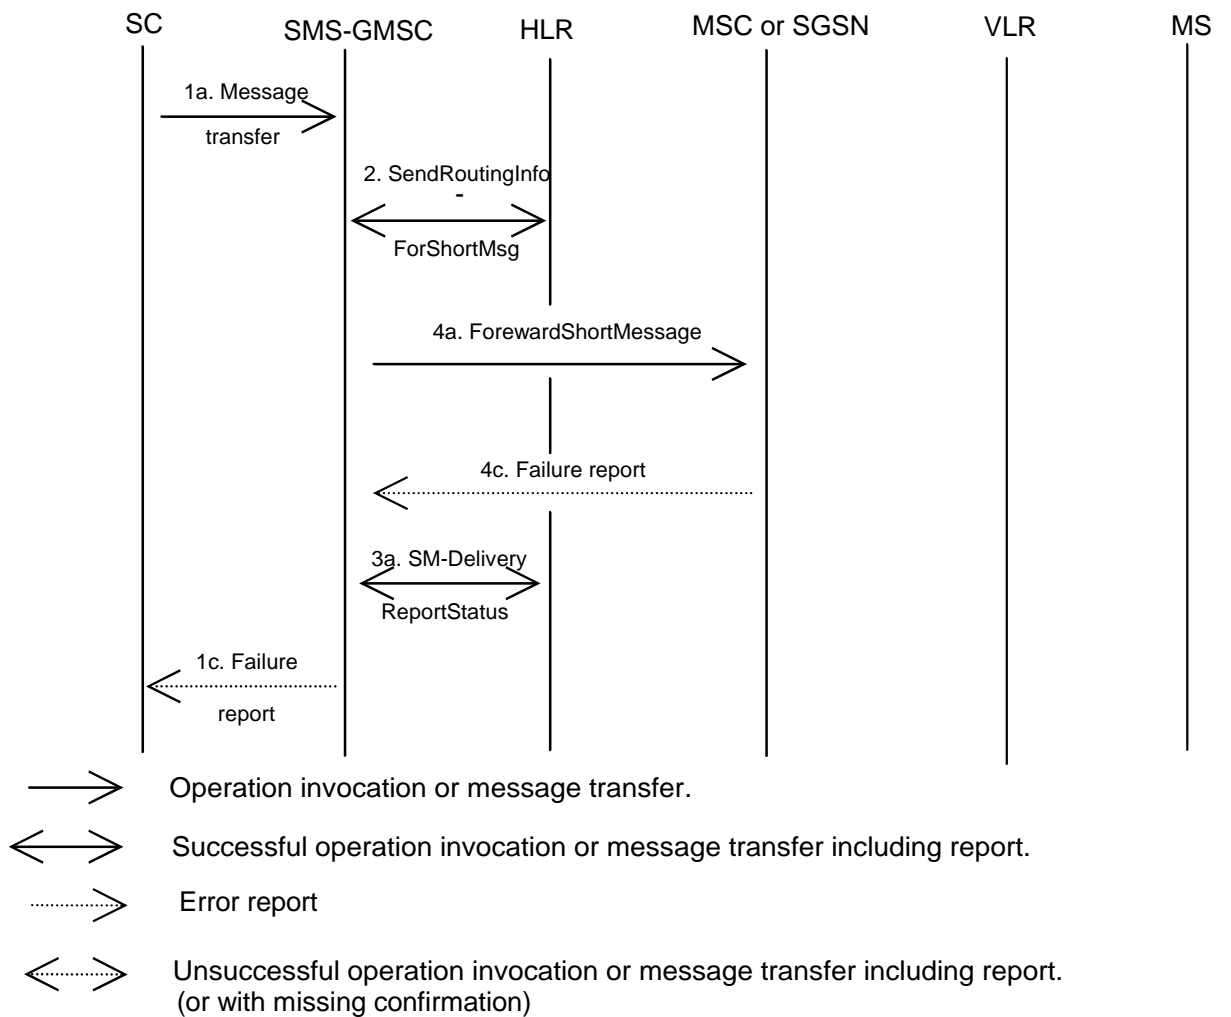 SC
SMS-GMSC
HLR
MSC or SGSN
VLR
MS
1a. Message
transfer
2. SendRoutingInfo
-
ForShortMsg
4a. ForewardShortMessage
4c. Failure report
3a. SM-Delivery
ReportStatus
1c. Failure
report
Operation invocation or message transfer.
Successful operation invocation or message transfer including report.
Error report
Unsuccessful operation invocation or message transfer including report.
(or with missing confirmation)